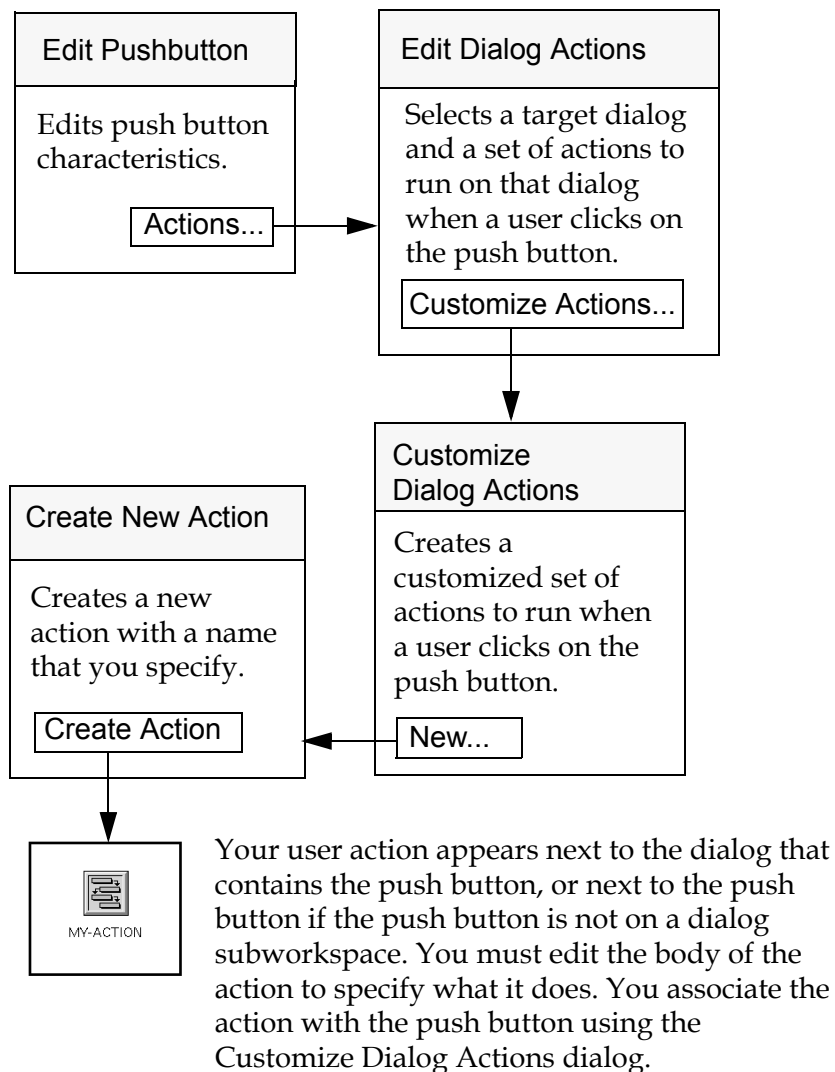 Edit Pushbutton
Edits push button
characteristics.
Actions...
Edit Dialog Actions
Selects a target dialog
and a set of actions to
run on that dialog
when a user clicks on
the push button.
Customize Actions...
Customize
Dialog Actions
Creates a
customized set of
actions to run when
a user clicks on the
push button.
New...
Create New Action
Creates a new
action with a name
that you specify.
Create Action
MY-ACTION
Your user action appears next to the dialog that
contains the push button, or next to the push
button if the push button is not on a dialog
subworkspace. You must edit the body of the
action to specify what it does. You associate the
action with the push button using the
Customize Dialog Actions dialog.